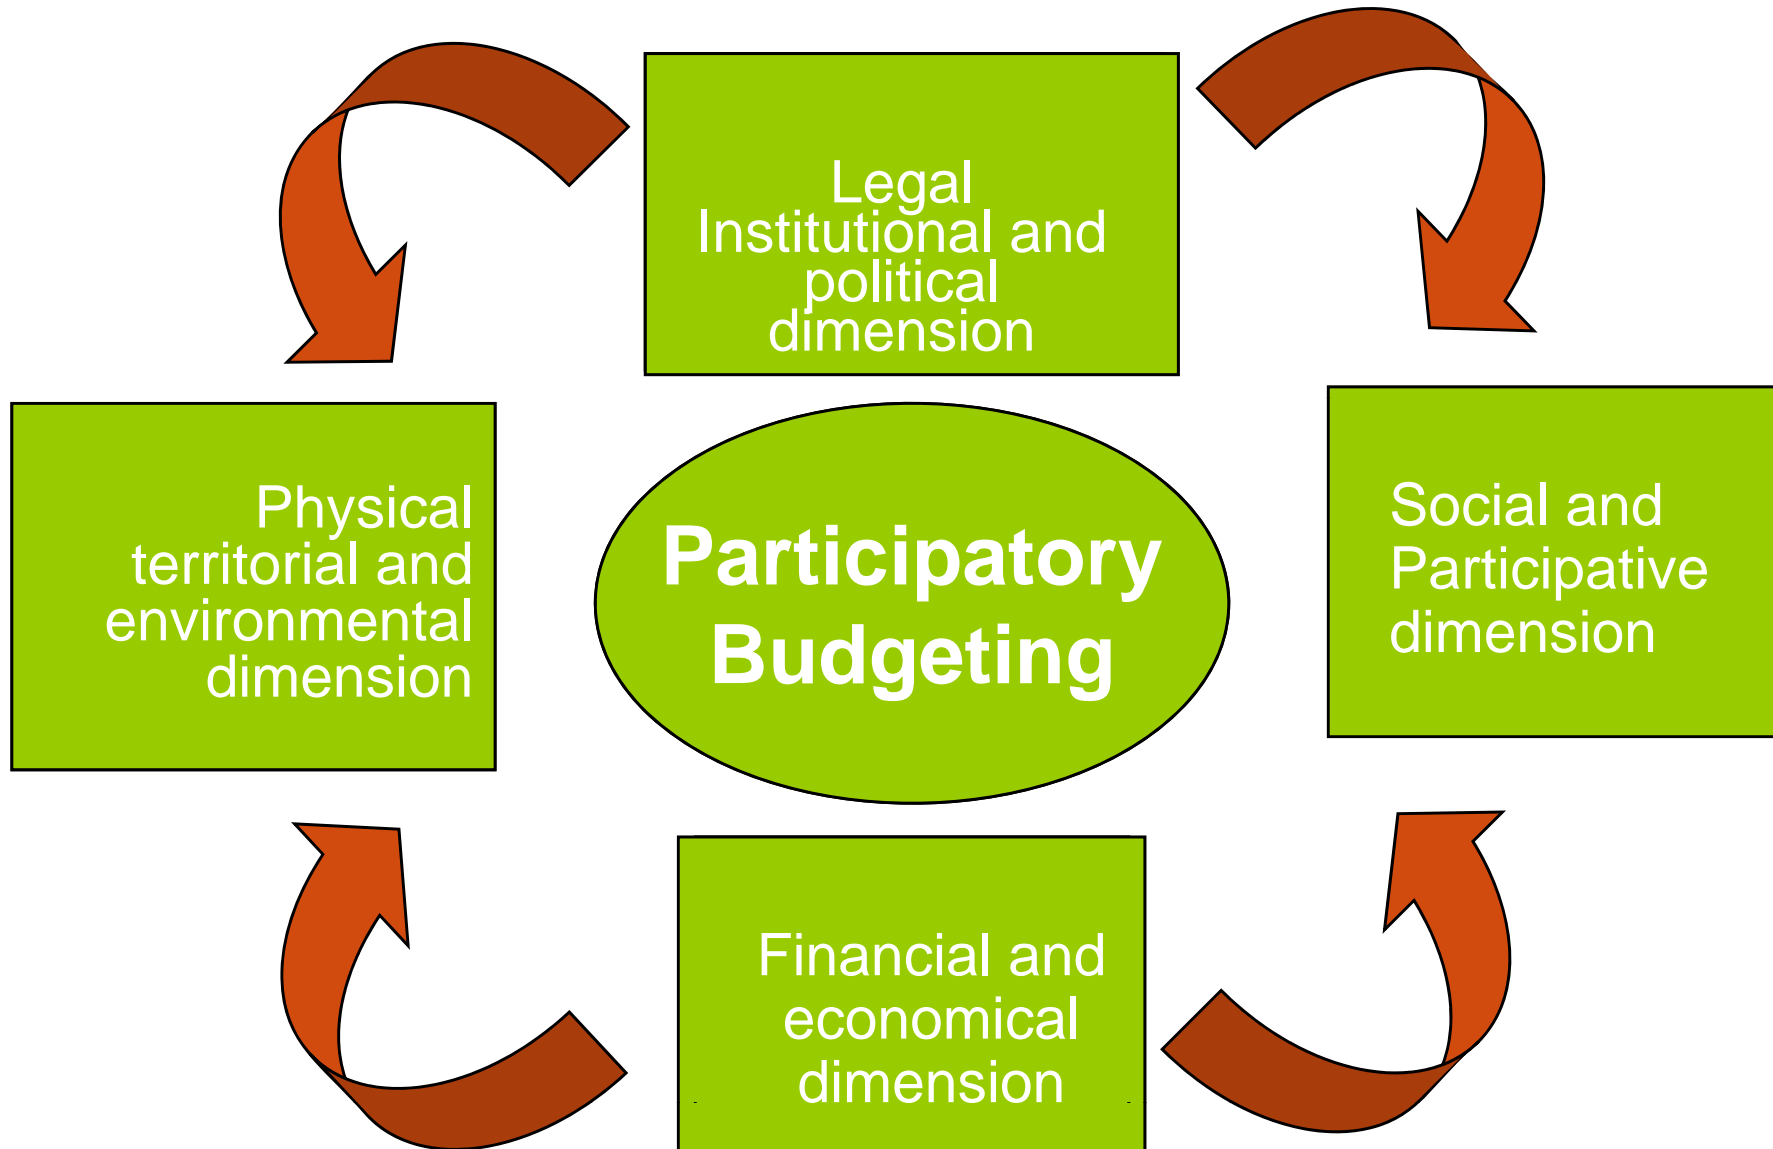 Legal
Institutional and
political
dimension
Physical
territorial and
environmental
dimension
Participatory
Budgeting
Social and
Participative
dimension
Financial and
economical
dimension